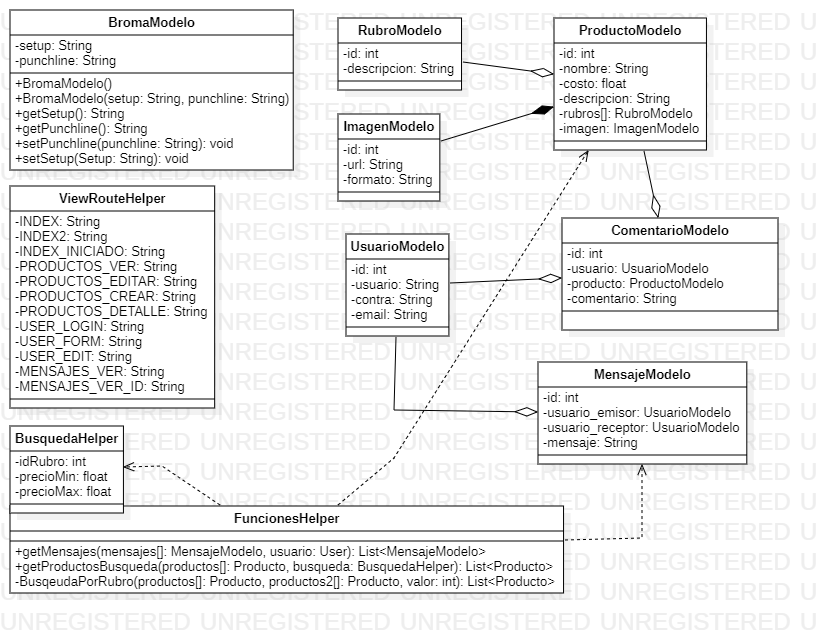 BromaModelo
-setup: String
-punchline: String
+BromaModelo()
+BromaModelo(setup: String, punchline: String)
+getSetup(): String
+getPunchline(): String
+setPunchline(punchline: String): void
+setSetup(Setup: String): void
RubroModelo
-id: int
-descripcion: String
ProductoModelo
-id: int
-nombre: String
-costo: float
-descripcion: String
-rubros[]: RubroModelo
-imagen: ImagenModelo
ImagenModelo
-id: int
-url: String
-formato: String
ViewRouteHelper
-INDEX: String
-INDEX2: String
-INDEX_INICIADO: String
-PRODUCTOS_VER: String
-PRODUCTOS_EDITAR: String
-PRODUCTOS_CREAR: String
-PRODUCTOS_DETALLE: String
-USER_LOGIN: String
-USER_FORM: String
-USER_EDIT: String
-MENSAJES_VER: String
-MENSAJES_VER_ID: String
UsuarioModelo
-id: int
-usuario: String
-contra: String
-email: String
ComentarioModelo
-id: int
-usuario: UsuarioModelo
-producto: ProductoModelo
-comentario: String
MensajeModelo
-id: int
-usuario_emisor: UsuarioModelo
-usuario_receptor: UsuarioModelo
-mensaje: String
BusquedaHelper
-idRubro: int
-precioMin: float
-precioMax: float
FuncionesHelper
+getMensajes(mensajes[]: MensajeModelo, usuario: User): List<MensajeModelo>
+getProductosBusqueda(productos[]: Producto, busqueda: BusquedaHelper): List<Producto>
-BusqeudaPorRubro(productos[]: Producto, productos2[]: Producto, valor: int): List<Producto>
UNREGISTERED UNREGISTERED UNREGISTERED UNREGISTERED